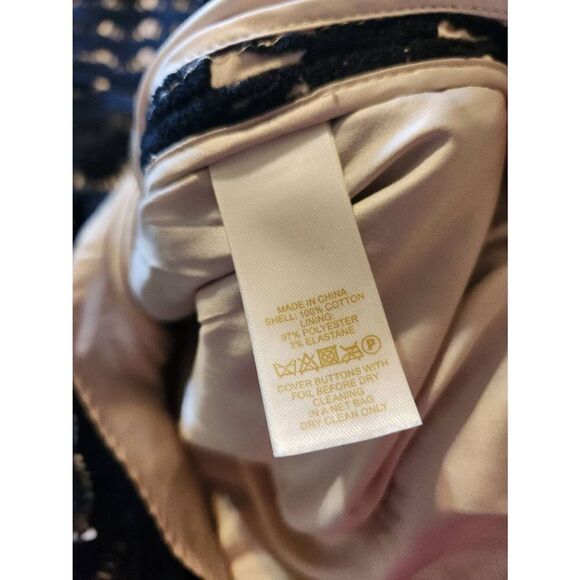 MADE IN CHINA
SHELL: 100% COTTON
LINING:
97% POLYESTER
3% ELASTANE
P
COVER BUTTONS WITH
FOIL BEFORE DRY
CLEANING
IN A NET BAG
DRY CLEAN ONLY